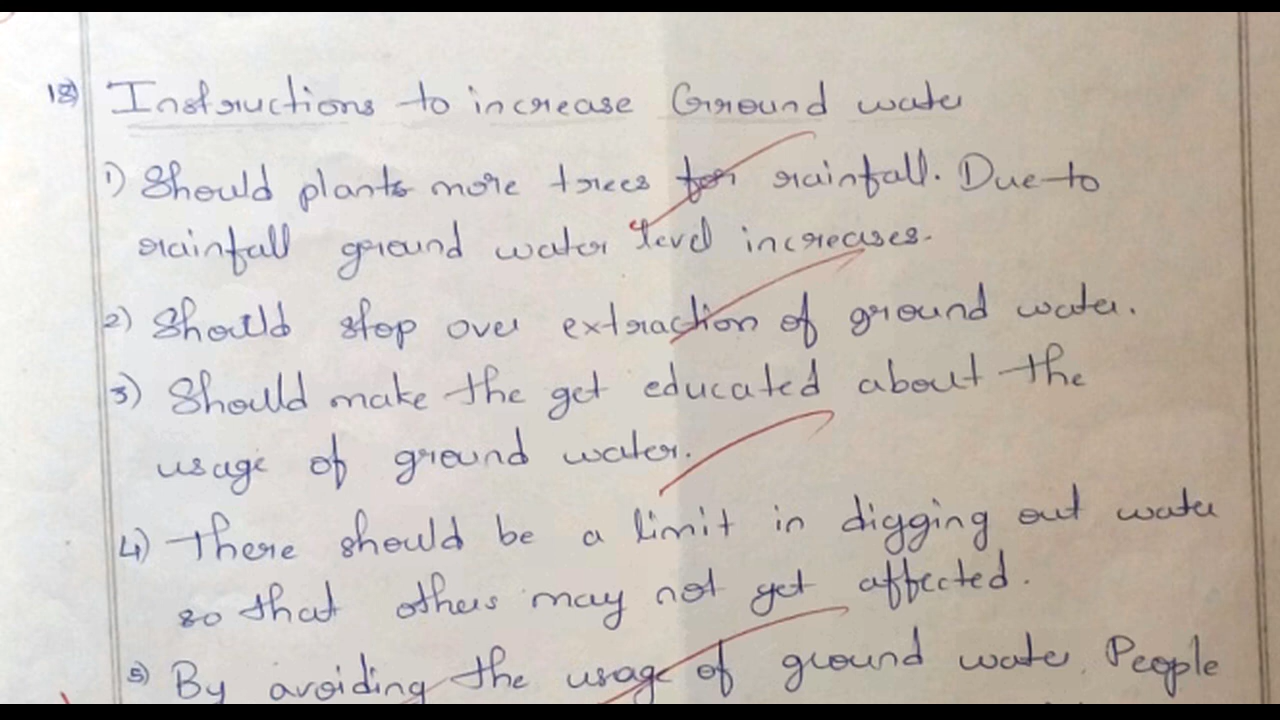 18) Instructions to increase Ground water
1) Should plants more trees for rainfall. Due to
rainfall ground water level increases.
2) Should stop over extraction of ground water.
3) Should make the get educated about the
usage of ground water.
4) There should be a limit in digging out water
so that others may not get affected.
5) By avoiding the usage of ground water. People